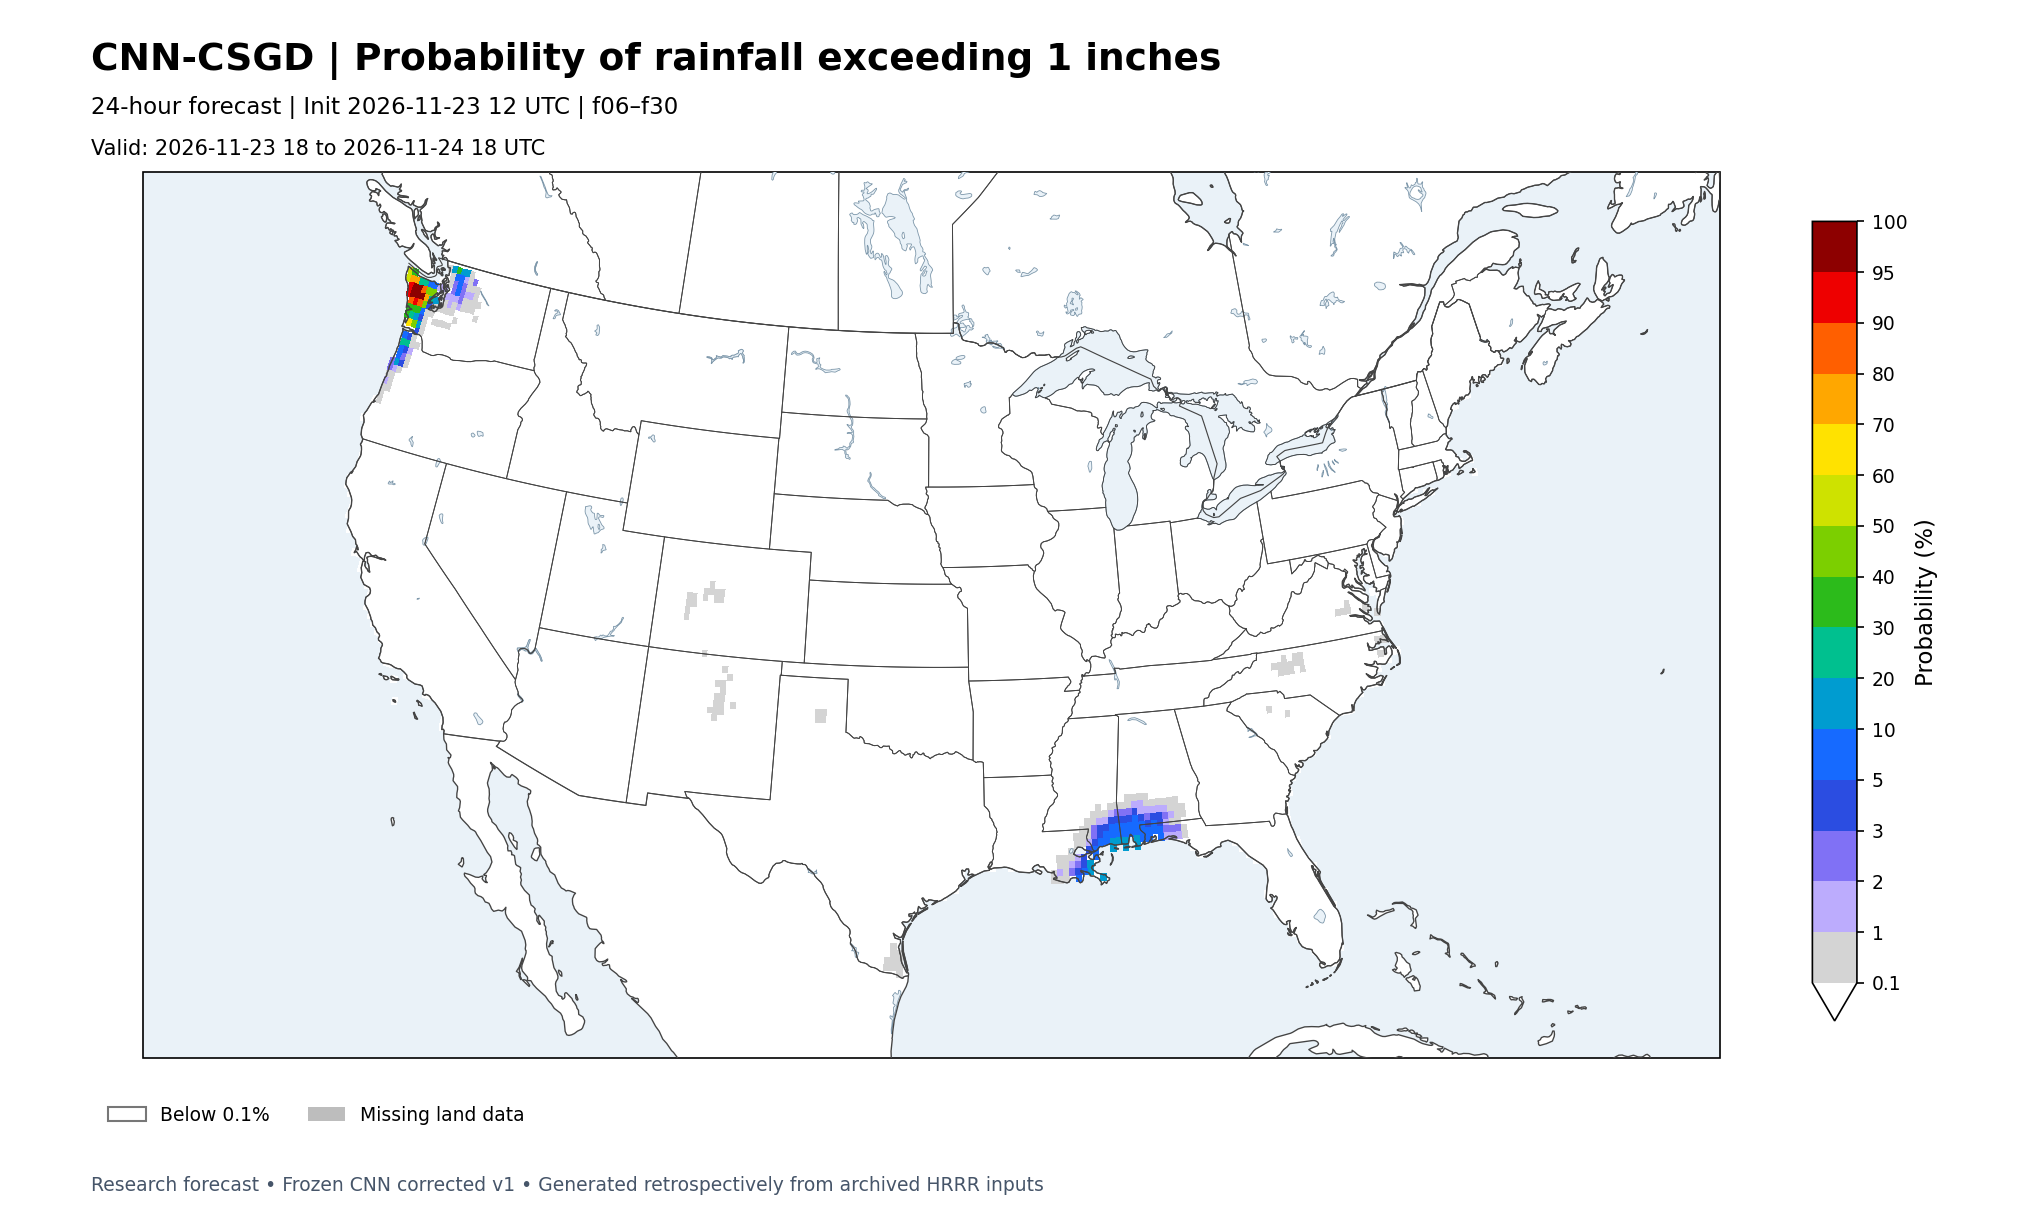 CNN-CSGD | Probability of rainfall exceeding 1 inches
24-hour forecast | Init 2026-11-23 12 UTC | f06–f30
Valid: 2026-11-23 18 to 2026-11-24 18 UTC
100
95
90
80
70
60
50
40
30
20
10
5
3
2
1
0.1
Probability (%)
Below 0.1%
Missing land data
Research forecast • Frozen CNN corrected v1 • Generated retrospectively from archived HRRR inputs